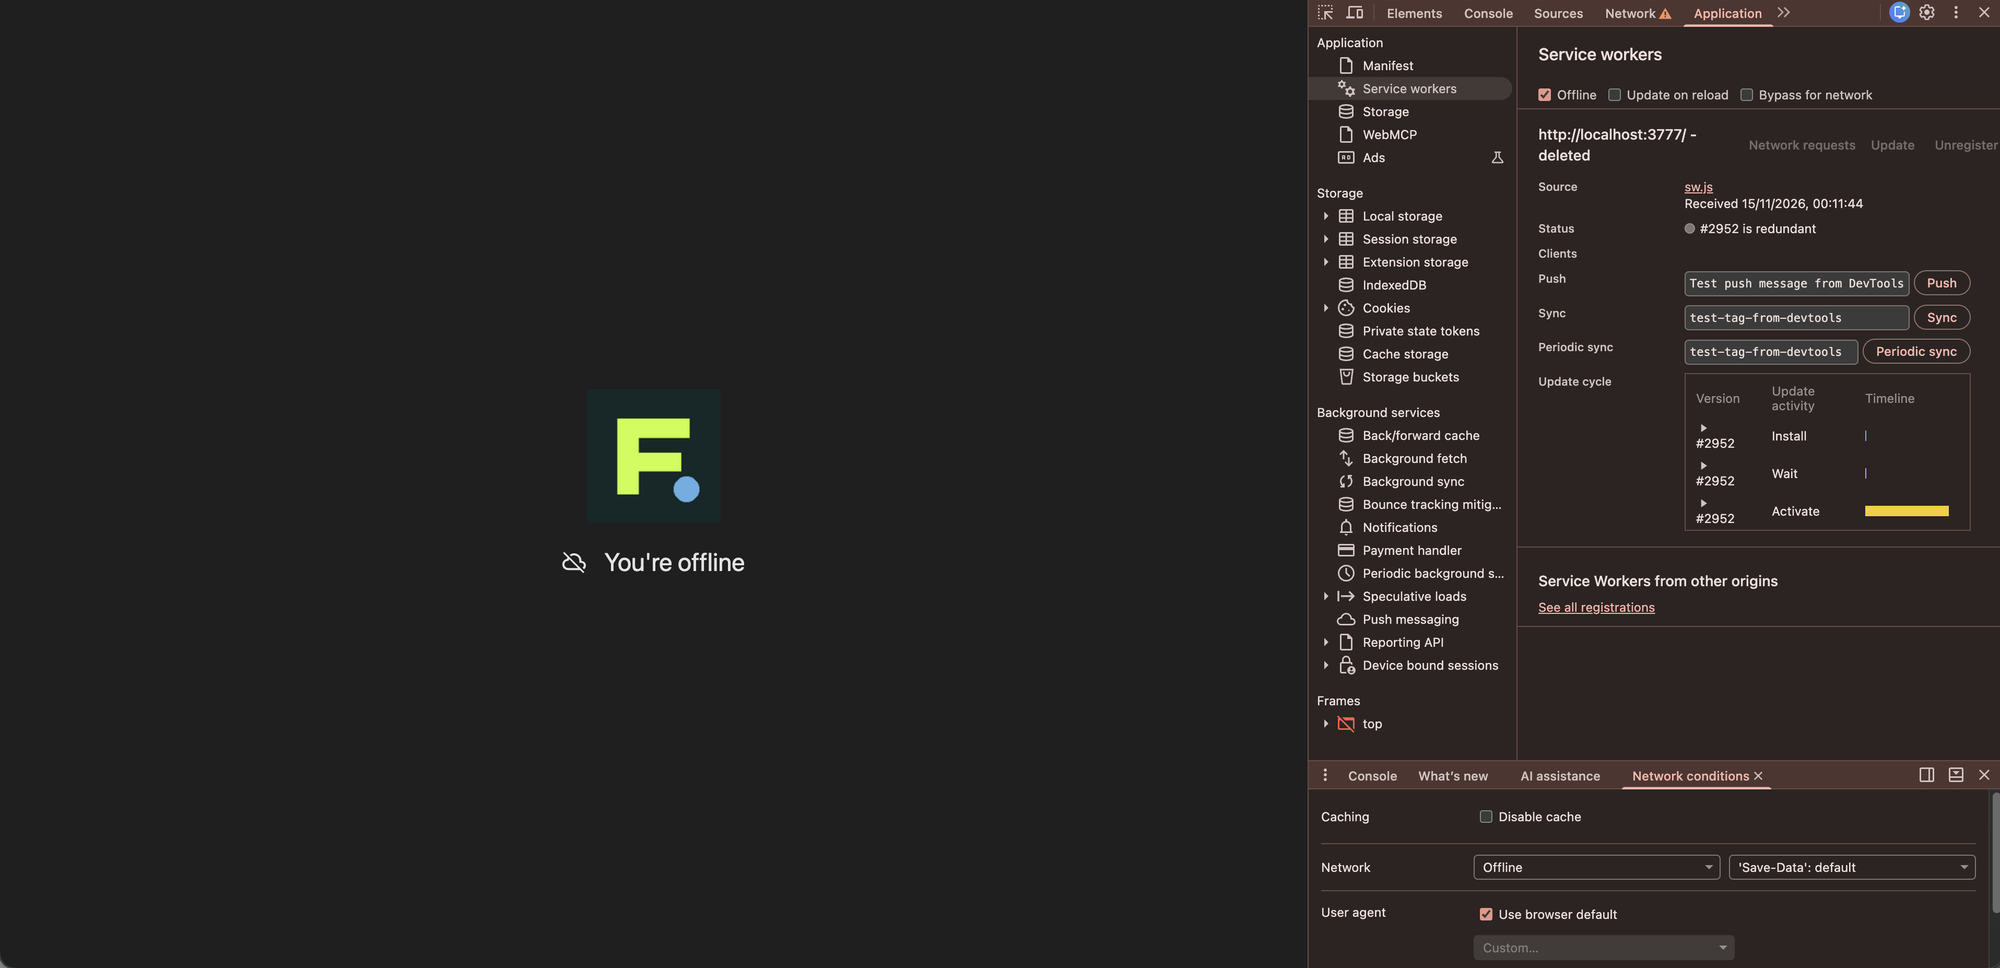 F
You're offline
Elements Console Sources Network Application
Application
Manifest
Service workers
Storage
WebMCP
Ads
Storage
Local storage
Session storage
Extension storage
IndexedDB
Cookies
Private state tokens
Cache storage
Storage buckets
Background services
Back/forward cache
Background fetch
Background sync
Bounce tracking mitig...
Notifications
Payment handler
Periodic background s...
Speculative loads
Push messaging
Reporting API
Device bound sessions
Frames
top
Service workers
Offline Update on reload Bypass for network
http://localhost:3777/ -
deleted
Network requests Update Unregister
Source
sw.js
Received 15/11/2026, 00:11:44
Status
#2952 is redundant
Clients
Push
Test push message from DevTools Push
Sync
test-tag-from-devtools Sync
Periodic sync
test-tag-from-devtools Periodic sync
Update cycle
Version Update activity Timeline
#2952 Install
#2952 Wait
#2952 Activate
Service Workers from other origins
See all registrations
Console What's new AI assistance Network conditions
Caching Disable cache
Network Offline 'Save-Data': default
User agent Use browser default
Custom...